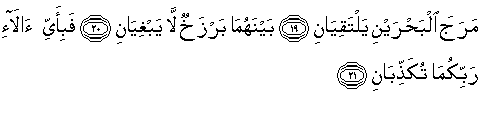 مَرَجَ ٱلْبَحْرَيْنِ يَلْتَقِيَانِ ۝١٩ بَيْنَهُمَا بَرْزَخٌ لَّا يَبْغِيَانِ ۝٢٠ فَبِأَىِّ ءَالَآءِ
رَبِّكُمَا تُكَذِّبَانِ ۝٢١